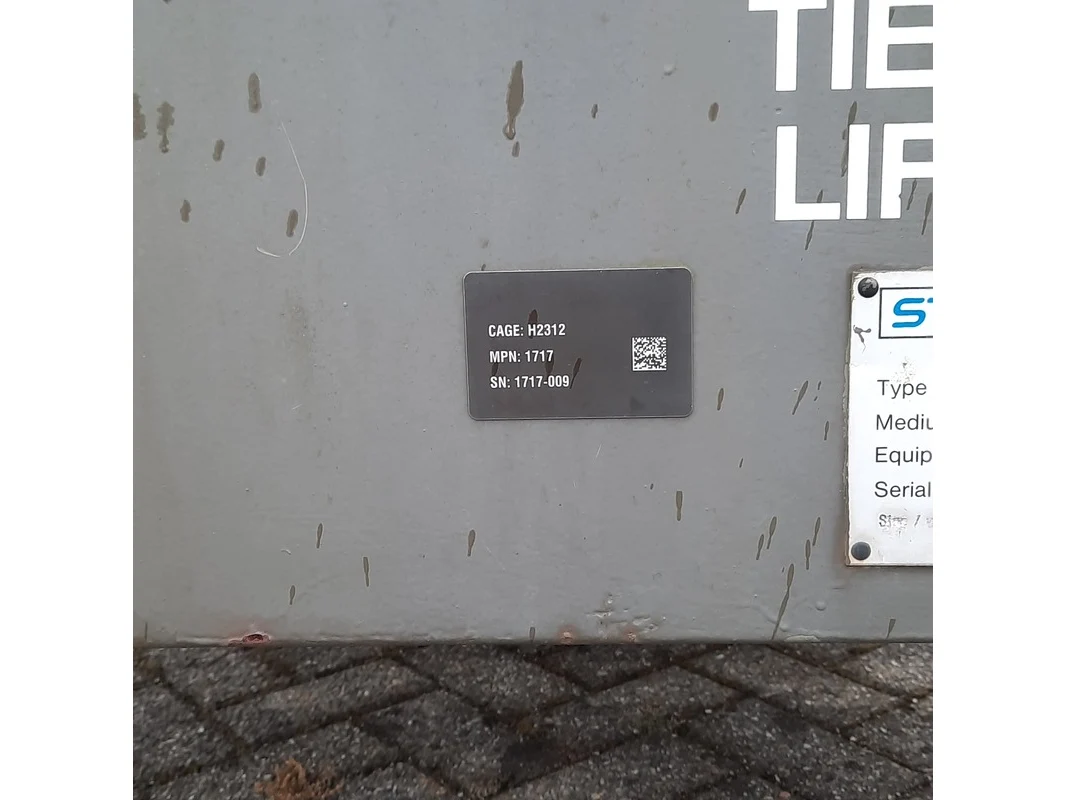 TIE
LIF
CAGE: H2312
MPN: 1717
SN: 1717-009
ST
Type
Mediu
Equip
Serial